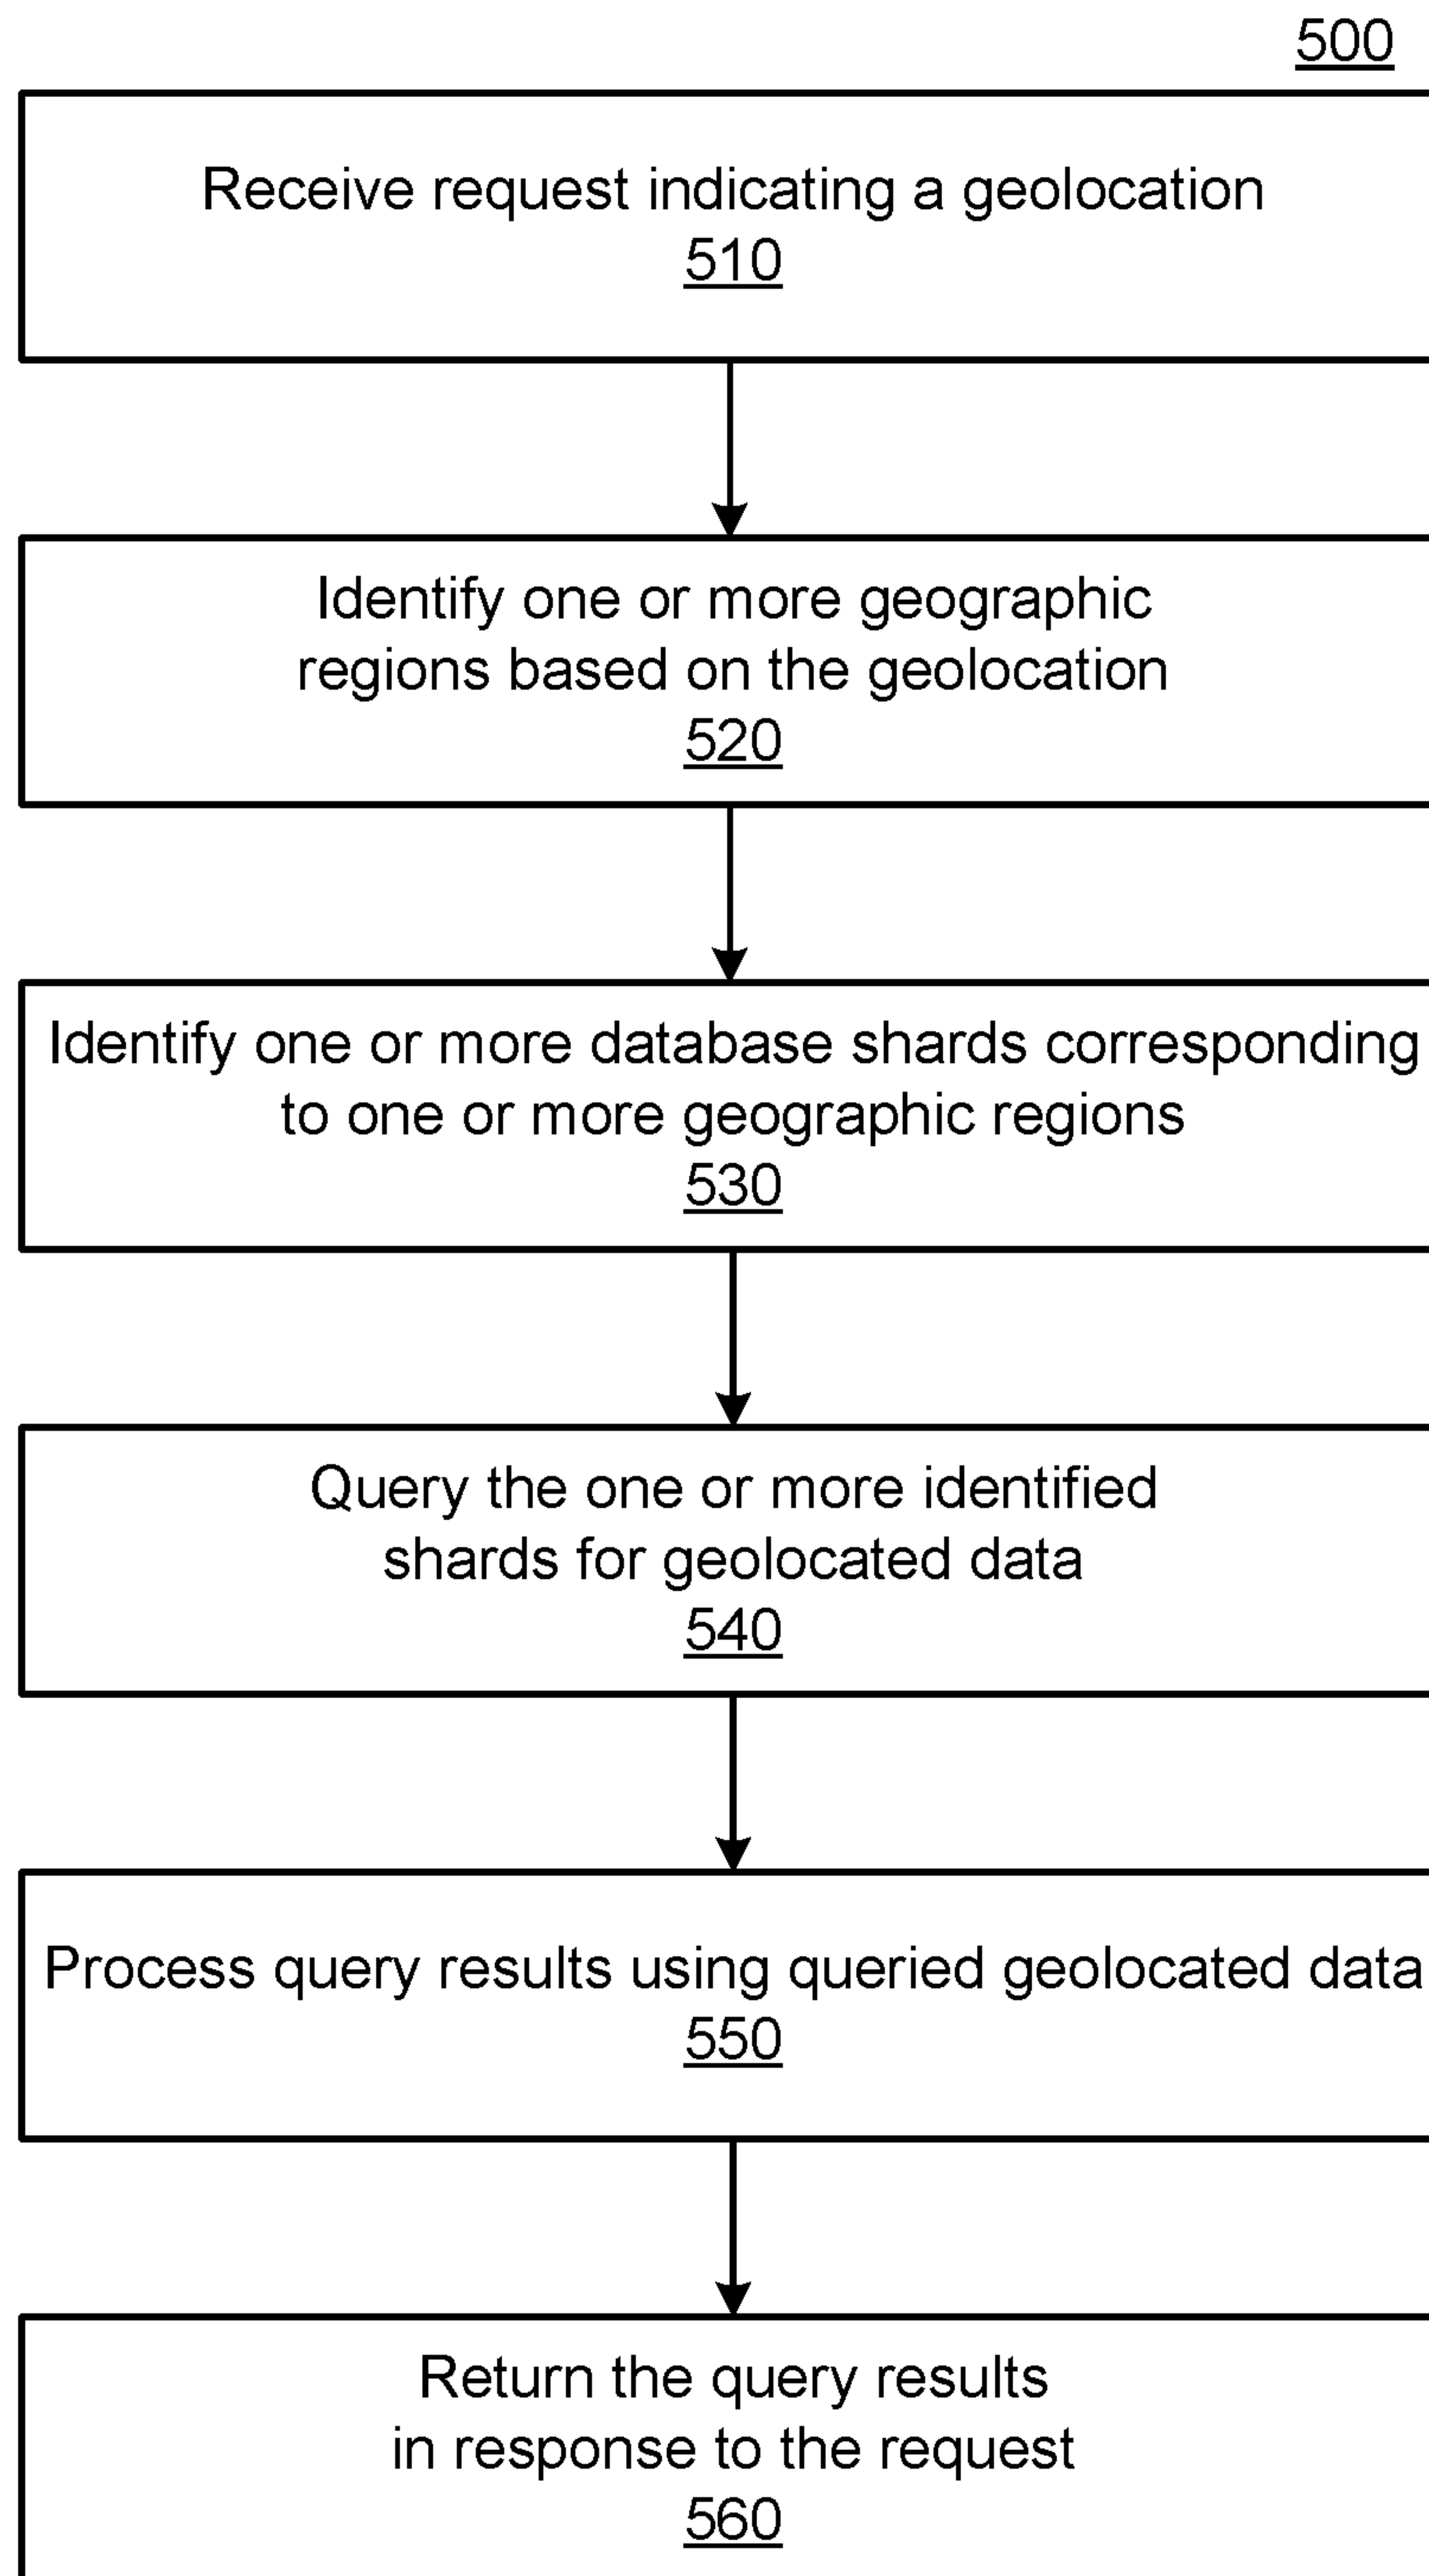 500
Receive request indicating a geolocation
510
Identify one or more geographic
regions based on the geolocation
520
Identify one or more database shards corresponding
to one or more geographic regions
530
Query the one or more identified
shards for geolocated data
540
Process query results using queried geolocated data
550
Return the query results
in response to the request
560